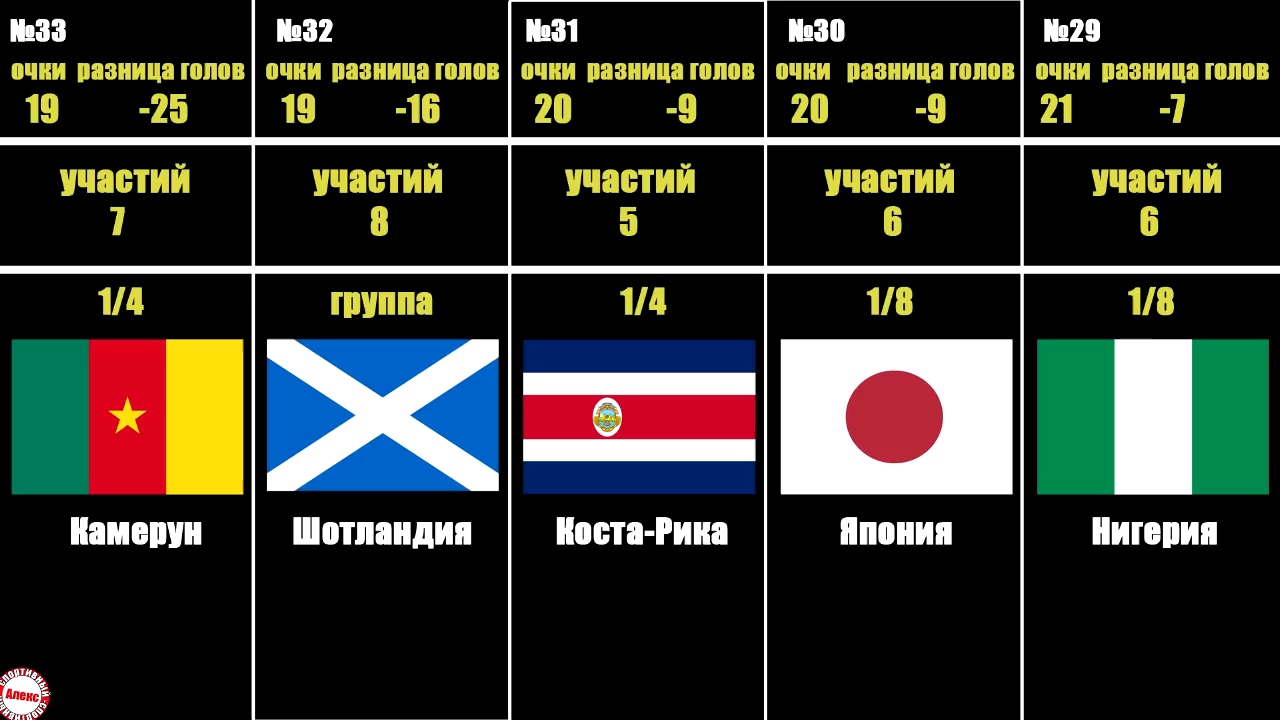 №33
очки разница голов
19 -25
участий
7
1/4
Камерун
№32
очки разница голов
19 -16
участий
8
группа
Шотландия
№31
очки разница голов
20 -9
участий
5
1/4
Коста-Рика
№30
очки разница голов
20 -9
участий
6
1/8
Япония
№29
очки разница голов
21 -7
участий
6
1/8
Нигерия
спортивный
Алекс